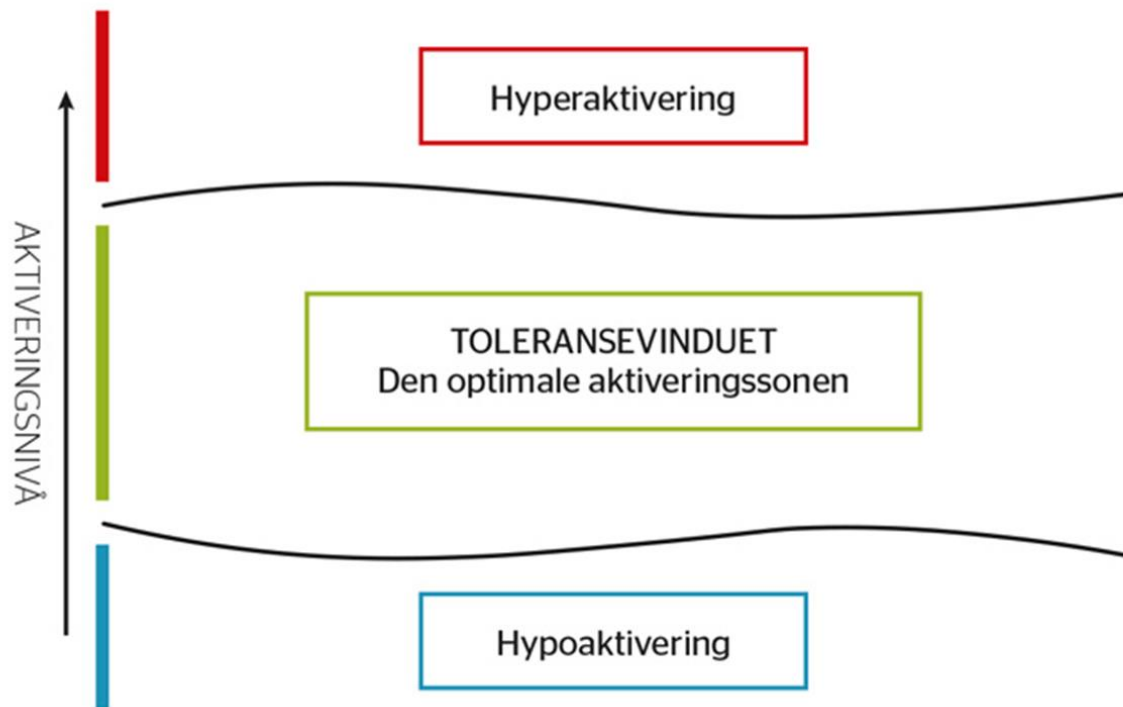 Hyperaktivering
AKTIVERINGSNIVÅ
TOLERANSEVINDUET
Den optimale aktiveringssonen
Hypoaktivering